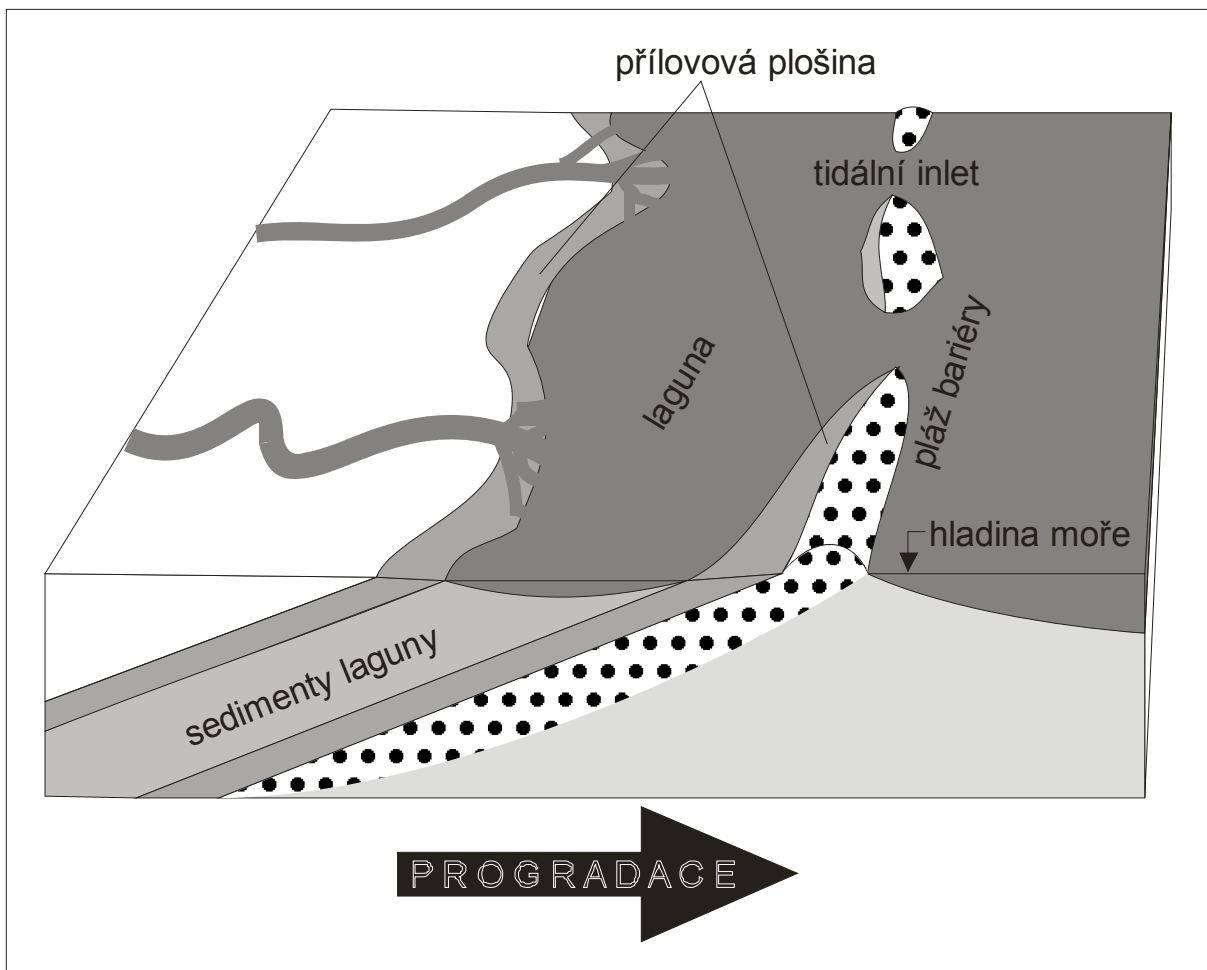 přílovová plošina
tidální inlet
laguna
pláž bariéry
hladina moře
sedimenty laguny
PROGRADACE